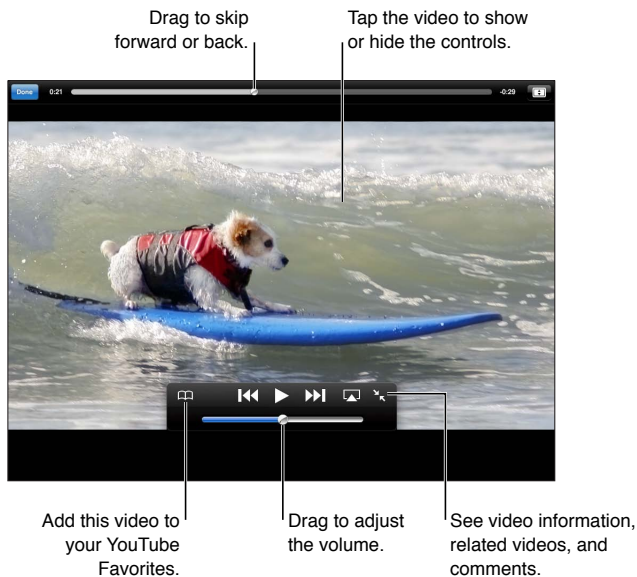 Drag to skip
forward or back.
Tap the video to show
or hide the controls.
Done 0:21 -0:29
Add this video to
your YouTube
Favorites.
Drag to adjust
the volume.
See video information,
related videos, and
comments.